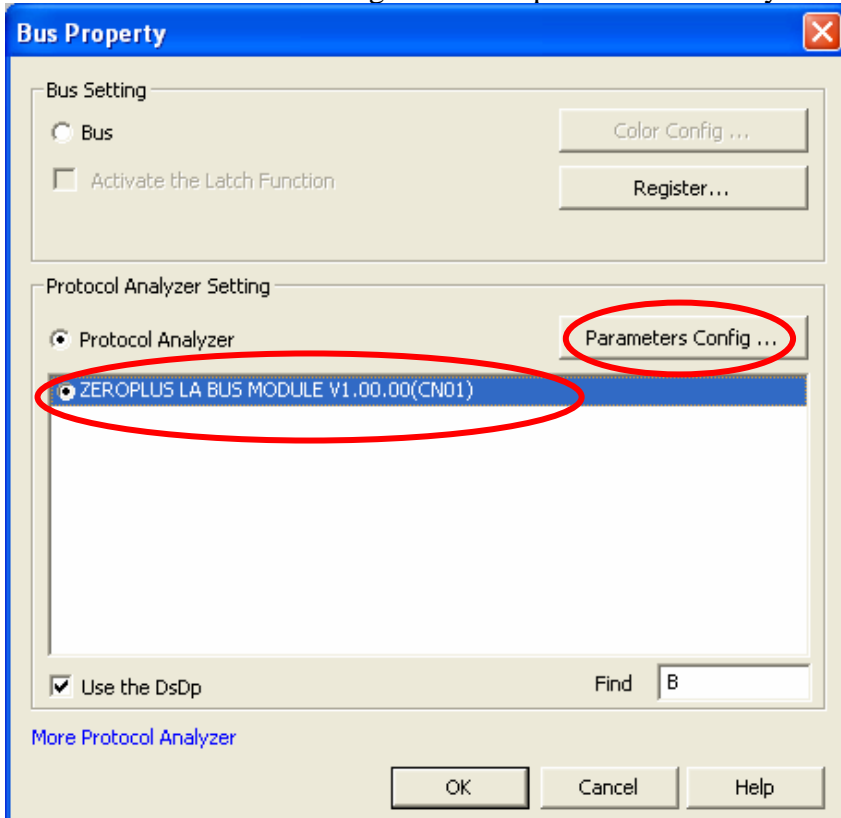 Bus Property
Bus Setting
Bus
Color Config ...
Activate the Latch Function
Register...
Protocol Analyzer Setting
Protocol Analyzer
Parameters Config ...
ZEROPLUS LA BUS MODULE V1.00.00(CN01)
Use the DsDp
Find B
More Protocol Analyzer
OK Cancel Help